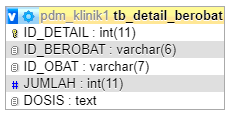 pdm_klinik1 tb_detail_berobat
ID_DETAIL : int(11)
ID_BEROBAT : varchar(6)
ID_OBAT : varchar(7)
# JUMLAH : int(11)
DOSIS : text